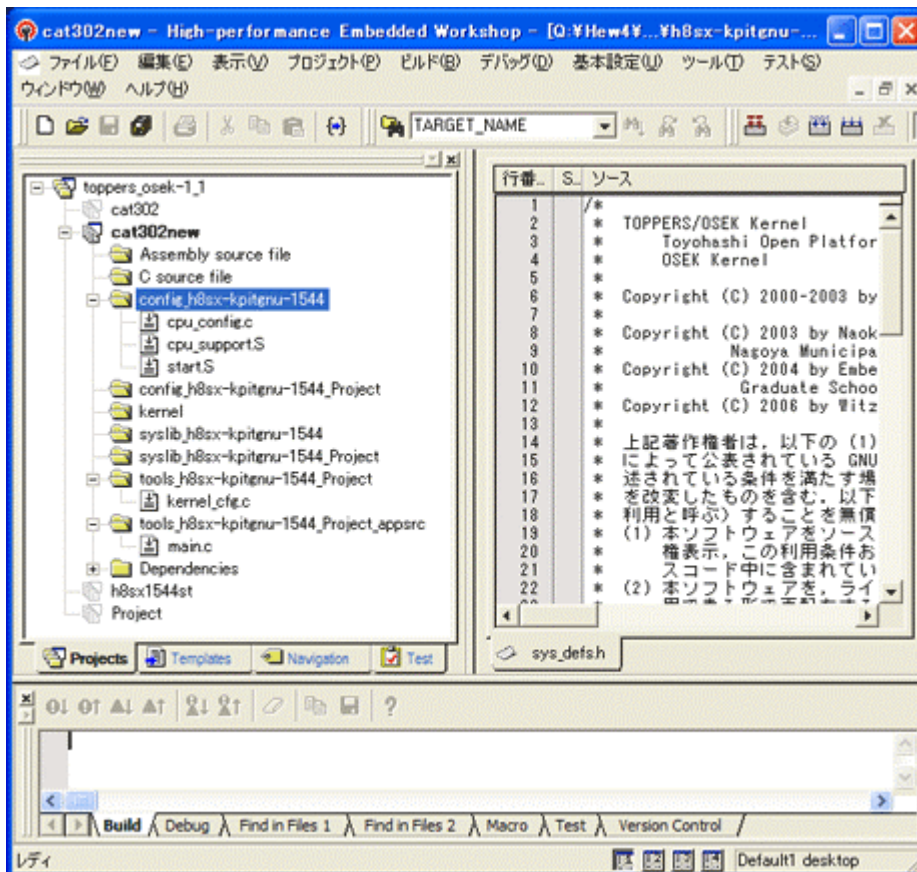 cat302new - High-performance Embedded Workshop - [Q:¥Hew4¥...¥h8sx-kpitgnu-...
ファイル(F) 編集(E) 表示(V) プロジェクト(P) ビルド(B) デバッグ(D) 基本設定(U) ツール(T) テスト(S)
ウィンドウ(W) ヘルプ(H)
TARGET_NAME
toppers_osek-1_1
cat302
cat302new
Assembly source file
C source file
config_h8sx-kpitgnu-1544
cpu_config.c
cpu_support.S
start.S
config_h8sx-kpitgnu-1544_Project
kernel
syslib_h8sx-kpitgnu-1544
syslib_h8sx-kpitgnu-1544_Project
tools_h8sx-kpitgnu-1544_Project
kernel_cfg.c
tools_h8sx-kpitgnu-1544_Project_appsrc
main.c
Dependencies
h8sx1544st
Project
Projects Templates Navigation Test
行番... S... ソース
1 /*
2 * TOPPERS/OSEK Kernel
3 * Toyohashi Open Platfor
4 * OSEK Kernel
5 *
6 * Copyright (C) 2000-2003 by
7 *
8 * Copyright (C) 2003 by Naok
9 * Nagoya Municipa
10 * Copyright (C) 2004 by Embe
11 * Graduate Schoo
12 * Copyright (C) 2006 by Witz
13 *
14 * 上記著作権者は，以下の (1)
15 * によって公表されている GNU
16 * 述されている条件を満たす場
17 * を改変したものを含む．以下
18 * 利用と呼ぶ）することを無償
19 * (1) 本ソフトウェアをソース
20 * 権表示，この利用条件お
21 * スコード中に含まれてい
22 * (2) 本ソフトウェアを，ライ
sys_defs.h
Build Debug Find in Files 1 Find in Files 2 Macro Test Version Control
レディ Default1 desktop